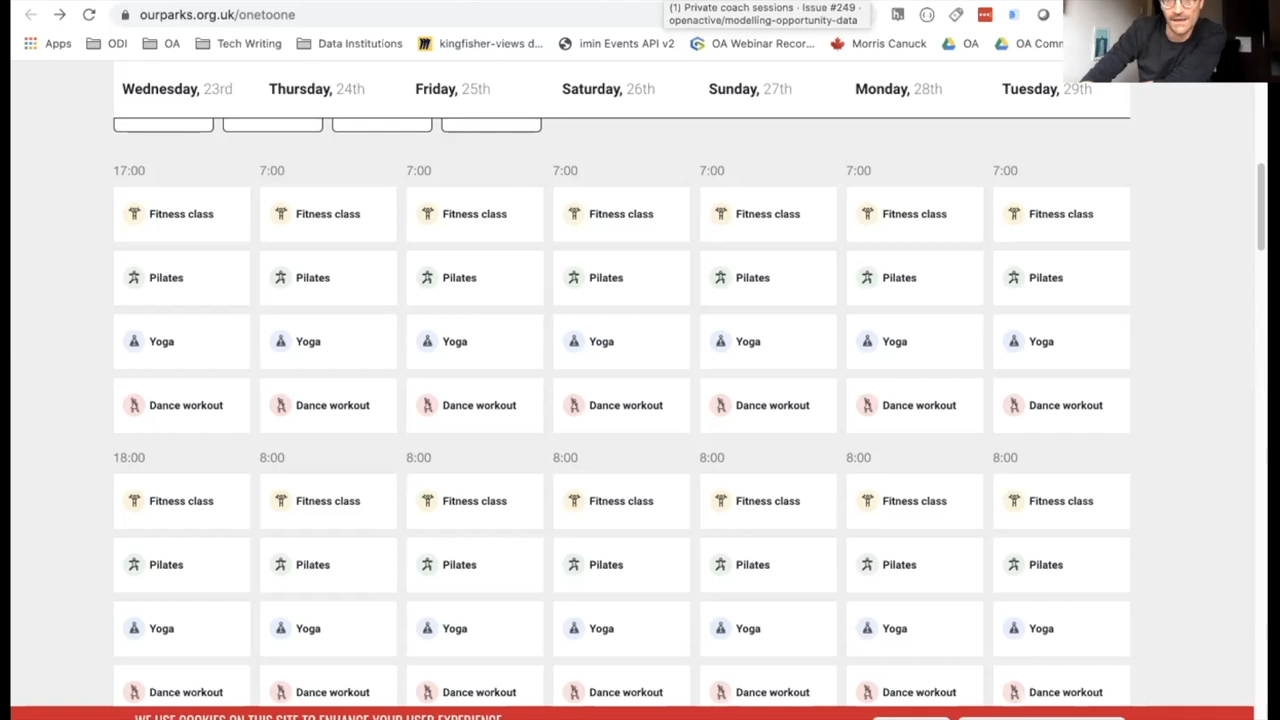 ourparks.org.uk/onetoone
(1) Private coach sessions · Issue #249 ·
openactive/modelling-opportunity-data
Apps ODI OA Tech Writing Data Institutions kingfisher-views d... imin Events API v2 OA Webinar Recor... Morris Canuck OA OA Comm
Wednesday, 23rd Thursday, 24th Friday, 25th Saturday, 26th Sunday, 27th Monday, 28th Tuesday, 29th
17:00 7:00 7:00 7:00 7:00 7:00 7:00
Fitness class Fitness class Fitness class Fitness class Fitness class Fitness class Fitness class
Pilates Pilates Pilates Pilates Pilates Pilates Pilates
Yoga Yoga Yoga Yoga Yoga Yoga Yoga
Dance workout Dance workout Dance workout Dance workout Dance workout Dance workout Dance workout
18:00 8:00 8:00 8:00 8:00 8:00 8:00
Fitness class Fitness class Fitness class Fitness class Fitness class Fitness class Fitness class
Pilates Pilates Pilates Pilates Pilates Pilates Pilates
Yoga Yoga Yoga Yoga Yoga Yoga Yoga
Dance workout Dance workout Dance workout Dance workout Dance workout Dance workout Dance workout
WE USE COOKIES ON THIS SITE TO ENHANCE YOUR USER EXPERIENCE